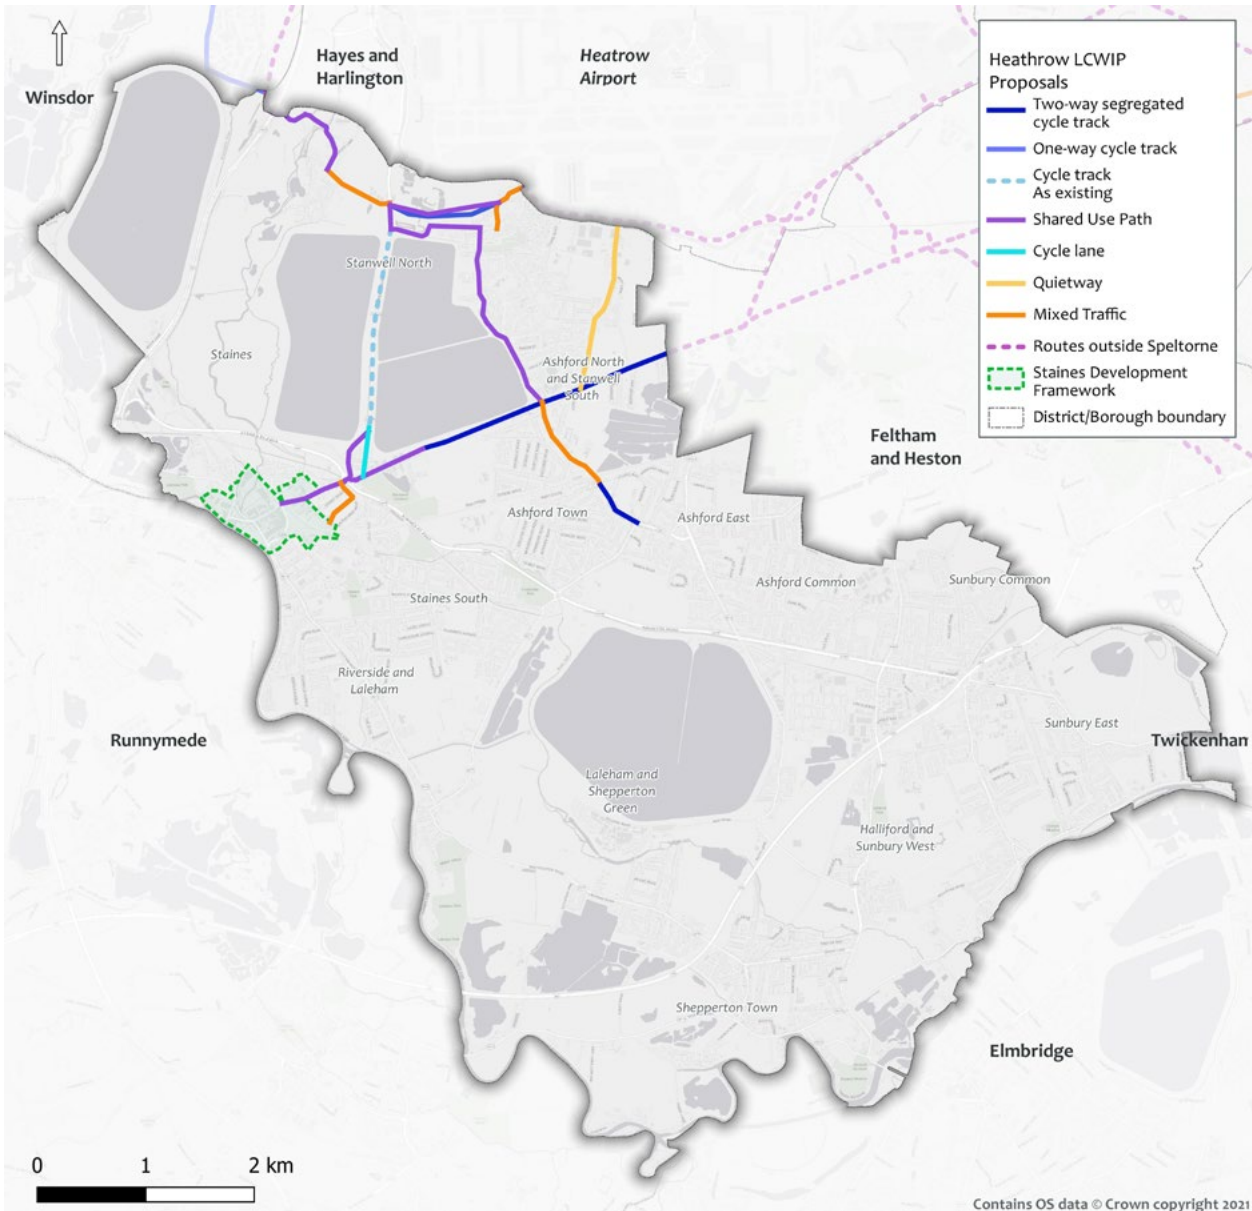 Hayes and
Harlington
Heatrow
Airport
Winsdor
Heathrow LCWIP
Proposals
Two-way segregated
cycle track
One-way cycle track
Cycle track
As existing
Shared Use Path
Cycle lane
Quietway
Mixed Traffic
Routes outside Speltorne
Staines Development
Framework
District/Borough boundary
Stanwell North
Staines
Ashford North
and Stanwell
South
Feltham
and Heston
Ashford Town
Ashford East
Ashford Common
Sunbury Common
Staines South
Riverside and
Laleham
Runnymede
Sunbury East
Twickenham
Laleham and
Shepperton
Green
Halliford and
Sunbury West
Shepperton Town
Elmbridge
0 1 2 km
Contains OS data © Crown copyright 2021